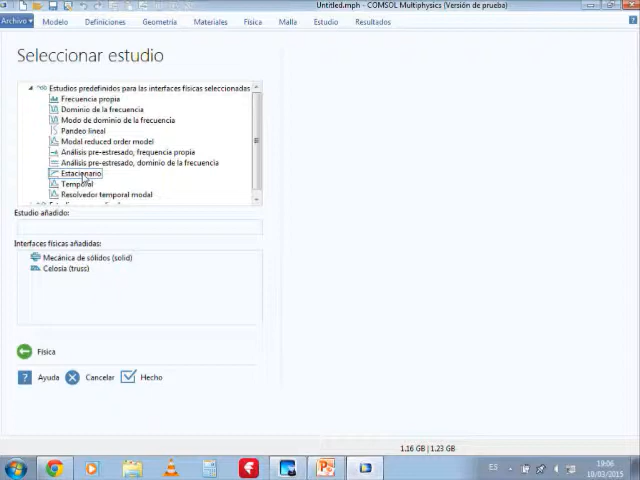 Untitled.mph - COMSOL Multiphysics (Versión de prueba)
Archivo Modelo Definiciones Geometría Materiales Física Malla Estudio Resultados
Seleccionar estudio
Estudios predefinidos para las interfaces físicas seleccionadas
Frecuencia propia
Dominio de la frecuencia
Modo de dominio de la frecuencia
Pandeo lineal
Modal reduced order model
Análisis pre-estresado, frecuencia propia
Análisis pre-estresado, dominio de la frecuencia
Estacionario
Temporal
Resolvedor temporal modal
Estudio añadido:
Interfaces físicas añadidas:
Mecánica de sólidos (solid)
Celosía (truss)
Física
Ayuda Cancelar Hecho
1.16 GB | 1.23 GB
ES 19:06
19/03/2015